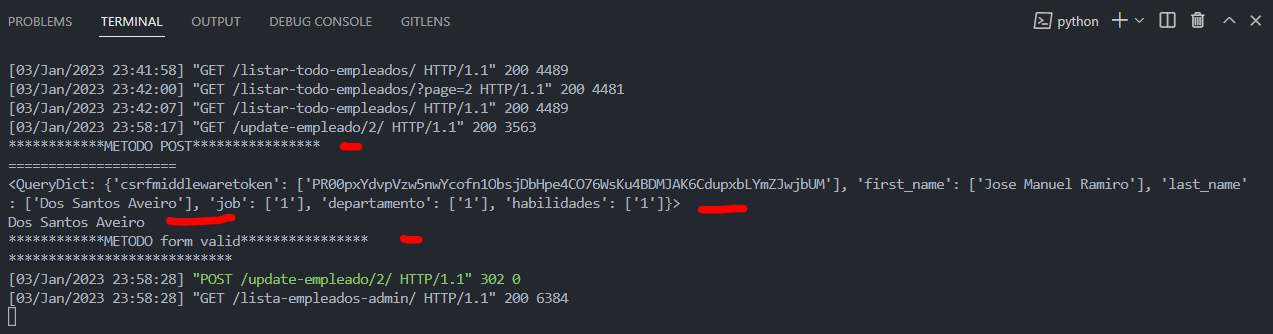 PROBLEMS TERMINAL OUTPUT DEBUG CONSOLE GITLENS python
[03/Jan/2023 23:41:58] "GET /listar-todo-empleados/ HTTP/1.1" 200 4489
[03/Jan/2023 23:42:00] "GET /listar-todo-empleados/?page=2 HTTP/1.1" 200 4481
[03/Jan/2023 23:42:07] "GET /listar-todo-empleados/ HTTP/1.1" 200 4489
[03/Jan/2023 23:58:17] "GET /update-empleado/2/ HTTP/1.1" 200 3563
************METODO POST****************
=====================
<QueryDict: {'csrfmiddlewaretoken': ['PR00pxYdvpVzw5nwYcofn1ObsjDbHpe4CO76WsKu4BDMJAK6CdupxbLYmZJwjbUM'], 'first_name': ['Jose Manuel Ramiro'], 'last_name'
: ['Dos Santos Aveiro'], 'job': ['1'], 'departamento': ['1'], 'habilidades': ['1']}>
Dos Santos Aveiro
************METODO form valid****************
****************************
[03/Jan/2023 23:58:28] "POST /update-empleado/2/ HTTP/1.1" 302 0
[03/Jan/2023 23:58:28] "GET /lista-empleados-admin/ HTTP/1.1" 200 6384